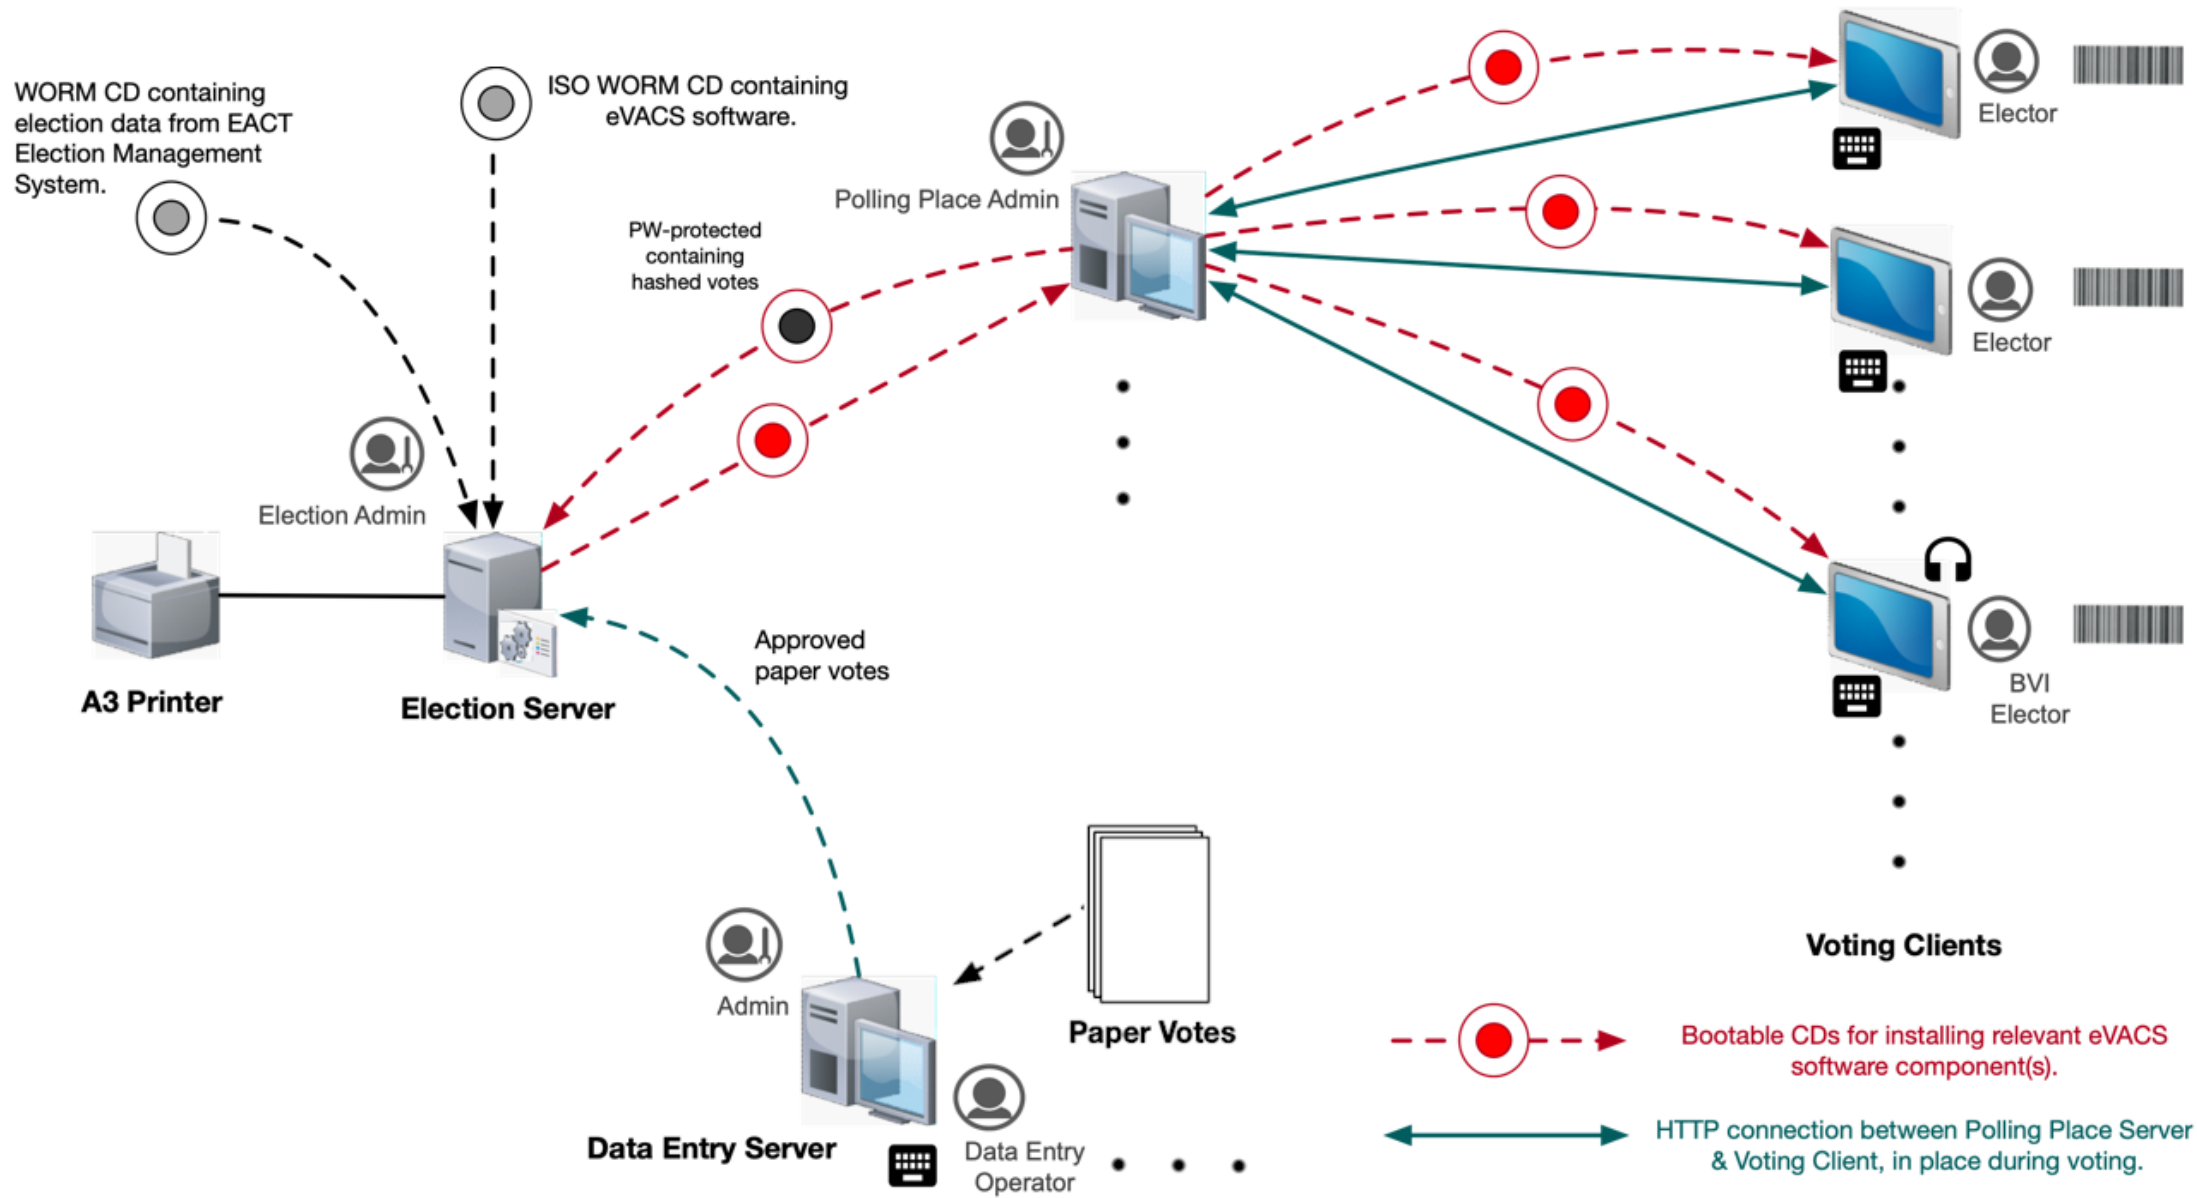 WORM CD containing
election data from EACT
Election Management
System.
ISO WORM CD containing
eVACS software.
Polling Place Admin
PW-protected
containing
hashed votes
Elector
Elector
Election Admin
A3 Printer
Election Server
Approved
paper votes
BVI
Elector
Voting Clients
Admin
Paper Votes
Data Entry Server
Data Entry
Operator
Bootable CDs for installing relevant eVACS
software component(s).
HTTP connection between Polling Place Server
& Voting Client, in place during voting.